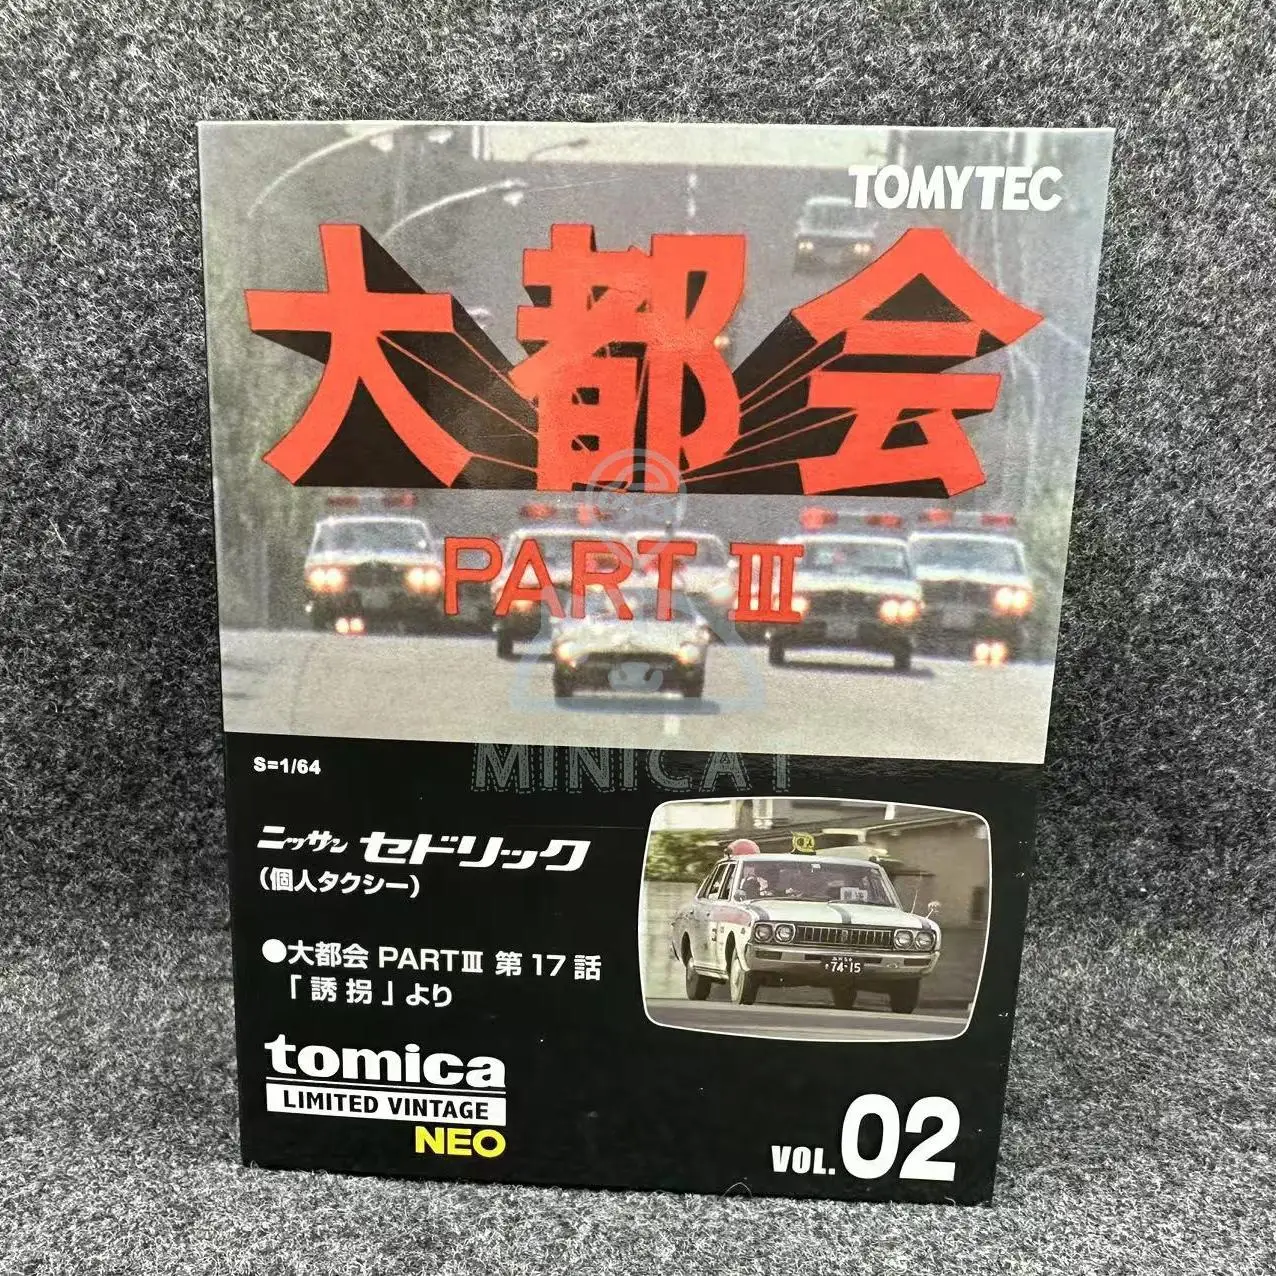 TOMYTEC
大都会
PART III
MINICAT
S=1/64
ニッサン セドリック
(個人タクシー)
●大都会 PARTⅢ 第17話
「誘拐」より
74-15
tomica
LIMITED VINTAGE
NEO
VOL.02